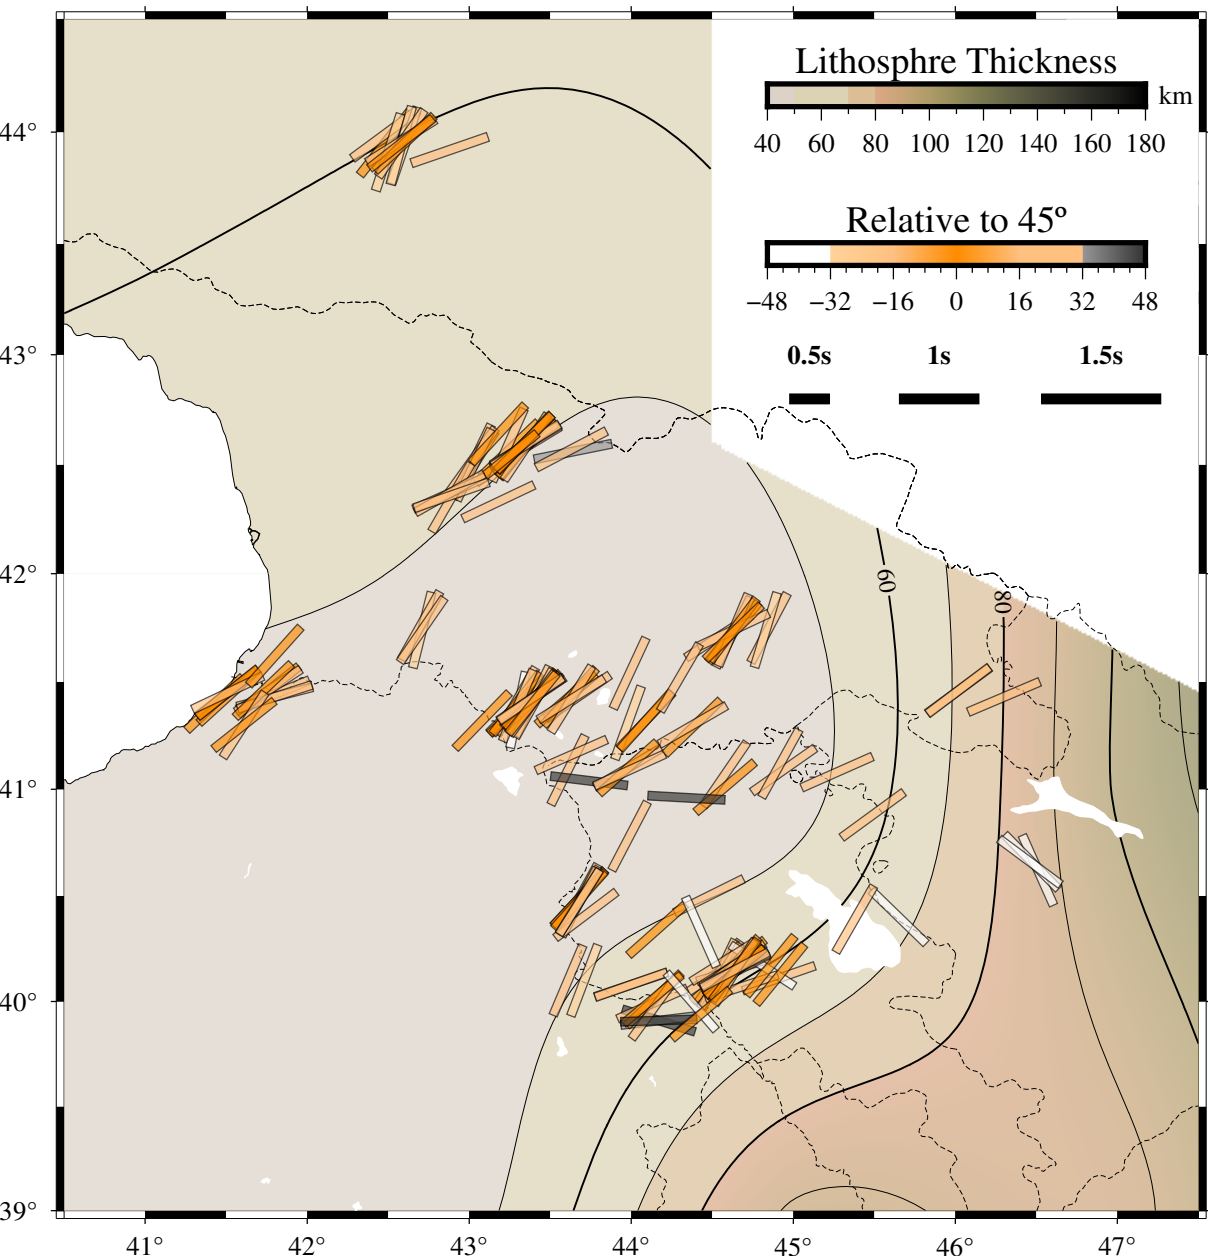 Lithosphre Thickness
km
40 60 80 100 120 140 160 180
Relative to 45º
−48 −32 −16 0 16 32 48
0.5s 1s 1.5s
44°
43°
42°
41°
40°
39°
60
80
41° 42° 43° 44° 45° 46° 47°